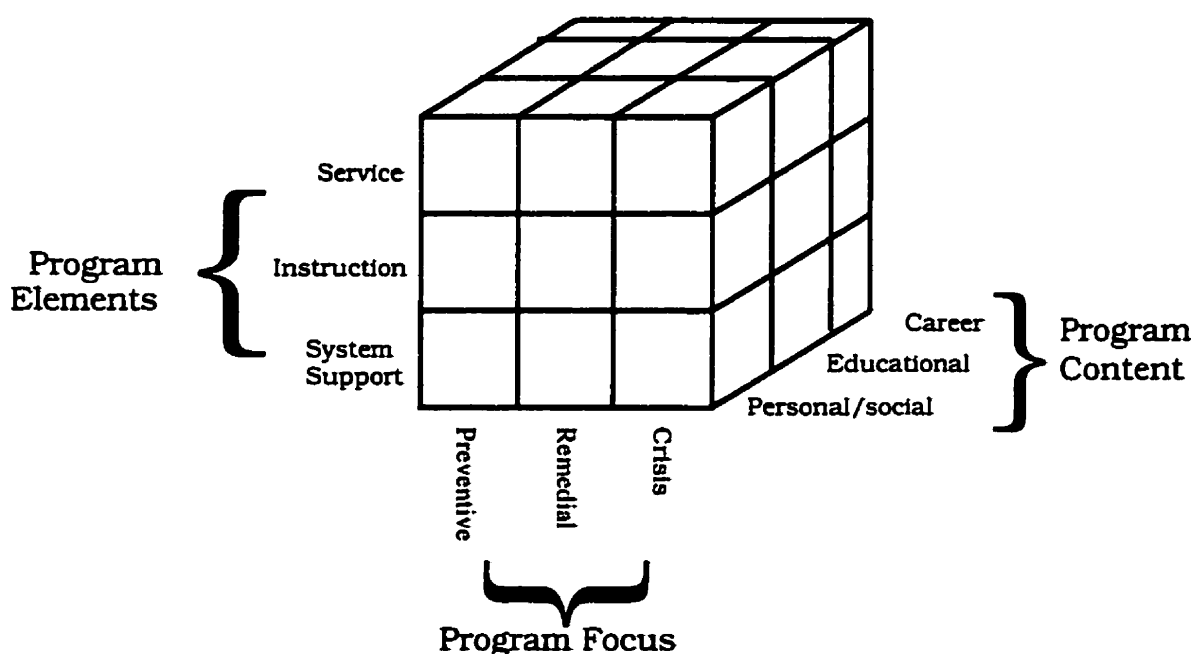 Service
Program
Elements
Instruction
System
Support
Career
Educational
Personal/social
Program
Content
Preventive
Remedial
Crisis
Program Focus